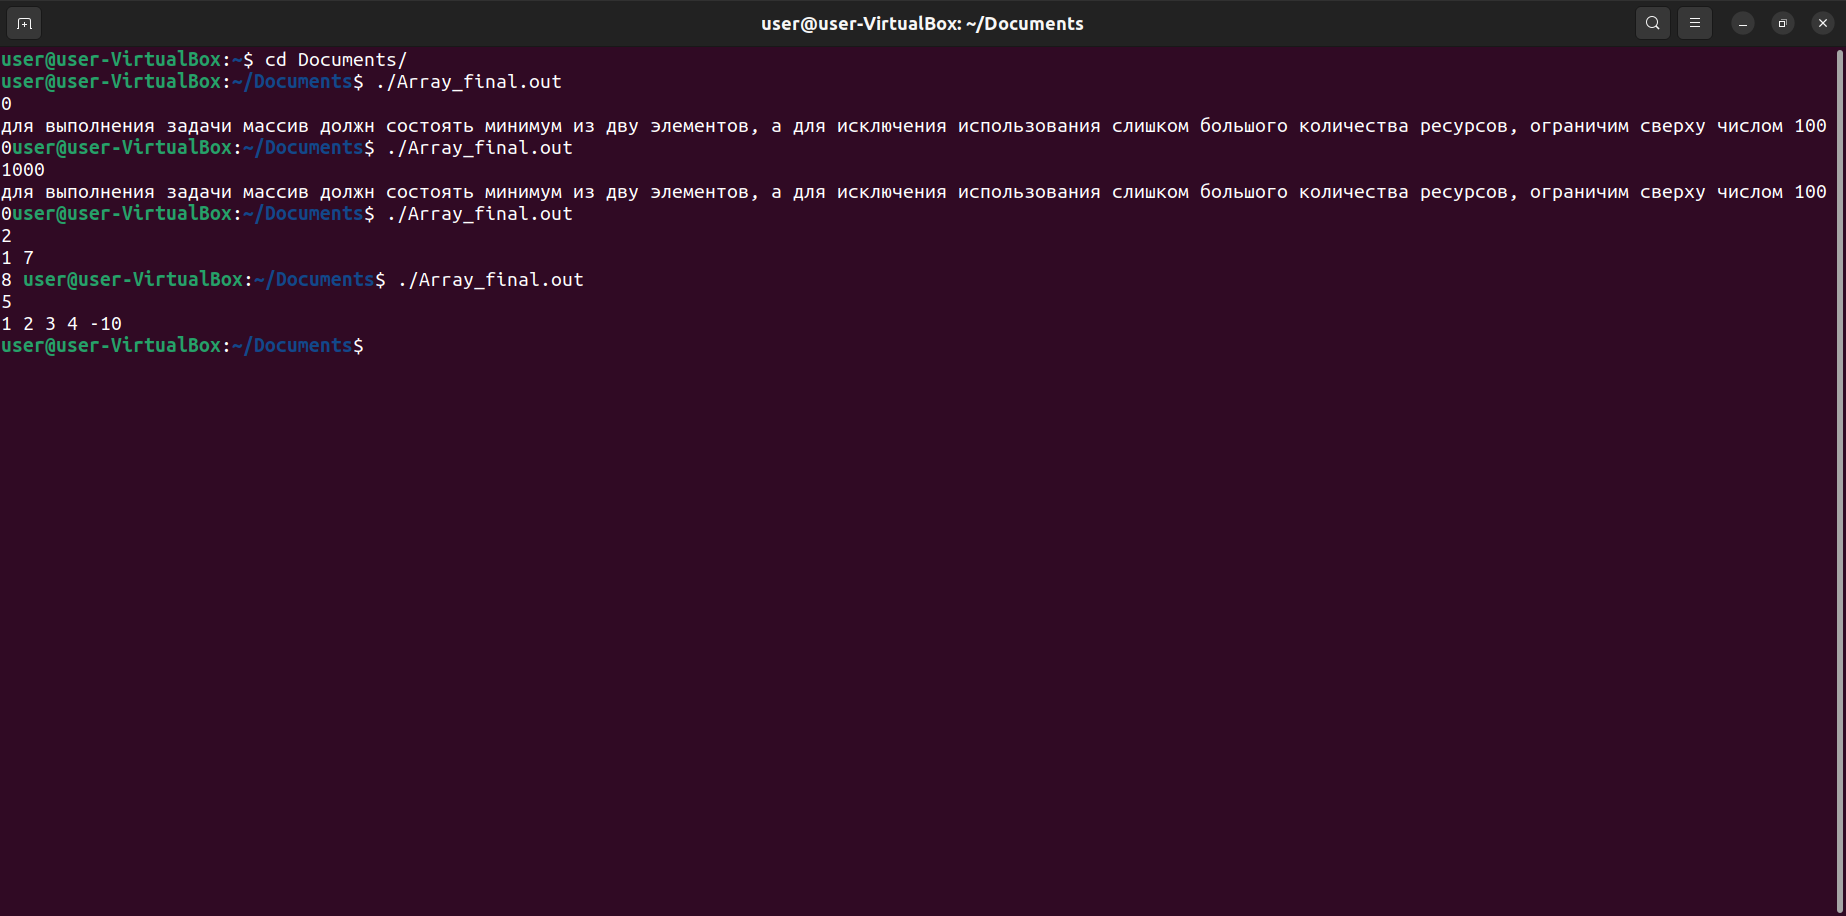 user@user-VirtualBox: ~/Documents
user@user-VirtualBox:~$ cd Documents/
user@user-VirtualBox:~/Documents$ ./Array_final.out
0
для выполнения задачи массив должн состоять минимум из дву элементов, а для исключения использования слишком большого количества ресурсов, ограничим сверху числом 100
0user@user-VirtualBox:~/Documents$ ./Array_final.out
1000
для выполнения задачи массив должн состоять минимум из дву элементов, а для исключения использования слишком большого количества ресурсов, ограничим сверху числом 100
0user@user-VirtualBox:~/Documents$ ./Array_final.out
2
1 7
8 user@user-VirtualBox:~/Documents$ ./Array_final.out
5
1 2 3 4 -10
user@user-VirtualBox:~/Documents$